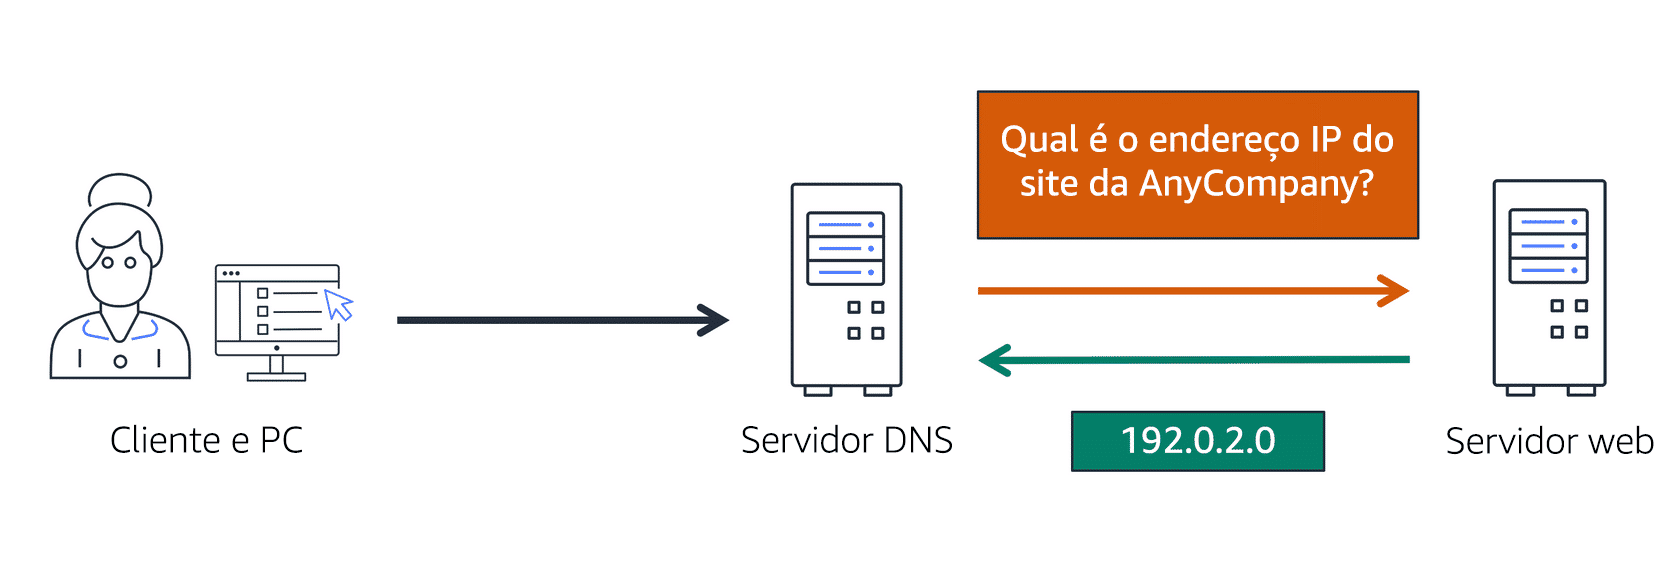 Qual é o endereço IP do
site da AnyCompany?
192.0.2.0
Cliente e PC
Servidor DNS
Servidor web